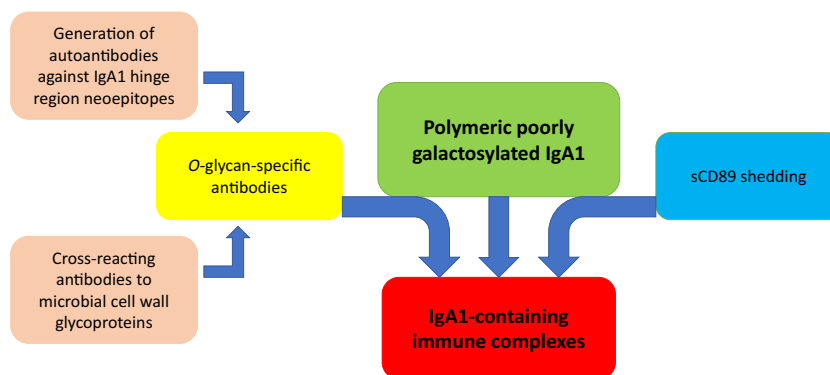 Generation of
autoantibodies
against IgA1 hinge
region neoepitopes
O-glycan-specific
antibodies
Cross-reacting
antibodies to
microbial cell wall
glycoproteins
Polymeric poorly
galactosylated IgA1
sCD89 shedding
IgA1-containing
immune complexes